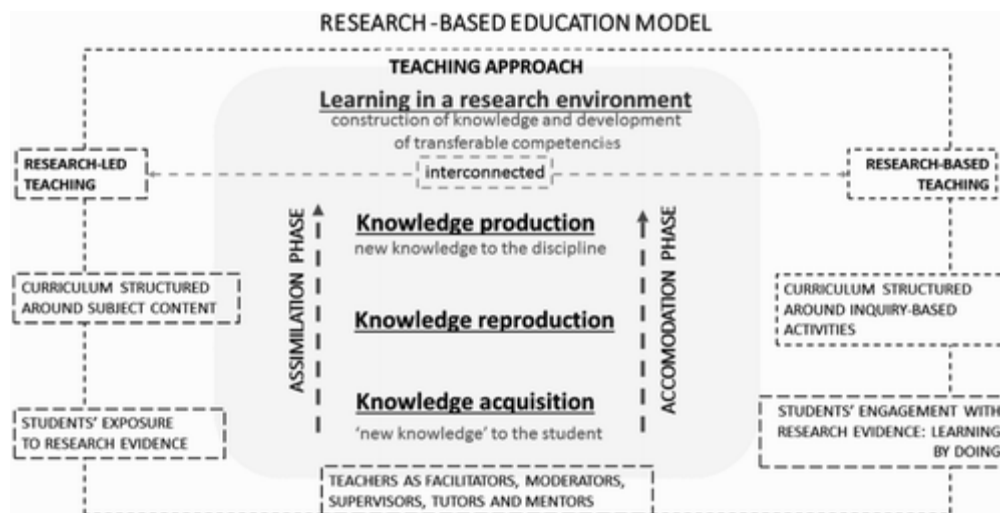 RESEARCH -BASED EDUCATION MODEL
TEACHING APPROACH
Learning in a research environment
construction of knowledge and development
of transferable competencies
RESEARCH-LED
TEACHING
interconnected
RESEARCH-BASED
TEACHING
ASSIMILATION PHASE
Knowledge production
new knowledge to the discipline
ACCOMODATION PHASE
CURRICULUM STRUCTURED
AROUND SUBJECT CONTENT
CURRICULUM STRUCTURED
AROUND INQUIRY-BASED
ACTIVITIES
Knowledge reproduction
Knowledge acquisition
'new knowledge' to the student
STUDENTS' EXPOSURE
TO RESEARCH EVIDENCE
STUDENTS' ENGAGEMENT WITH
RESEARCH EVIDENCE: LEARNING
BY DOING
TEACHERS AS FACILITATORS, MODERATORS,
SUPERVISORS, TUTORS AND MENTORS